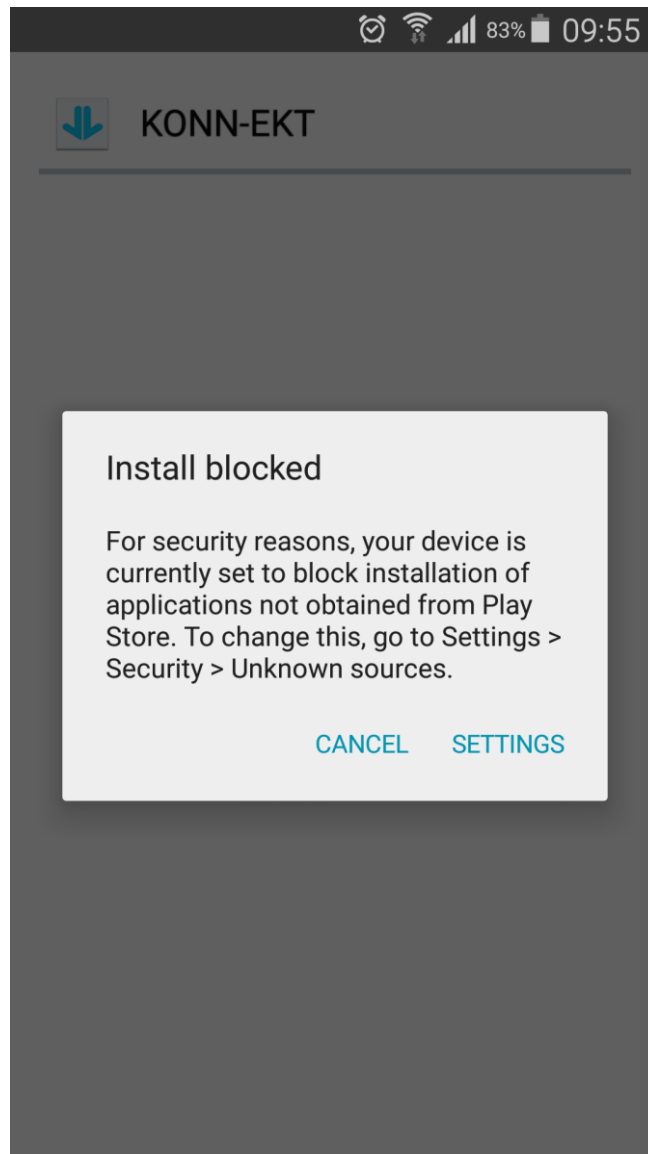 83% 09:55
KONN-EKT
Install blocked
For security reasons, your device is
currently set to block installation of
applications not obtained from Play
Store. To change this, go to Settings >
Security > Unknown sources.
CANCEL SETTINGS